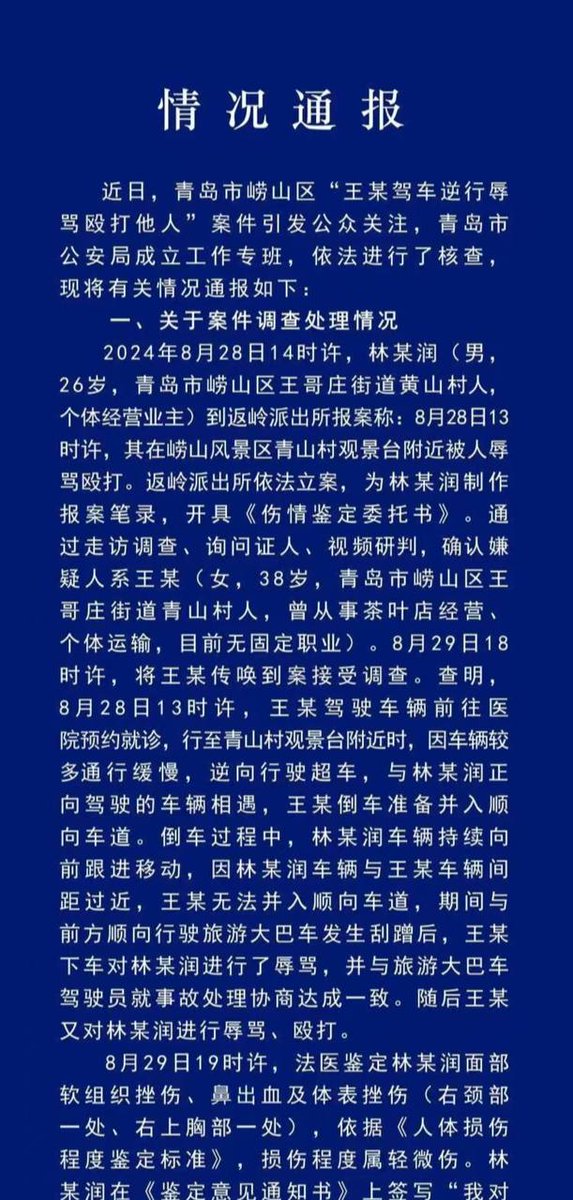 情况通报
近日，青岛市崂山区“王某驾车逆行辱
骂殴打他人”案件引发公众关注，青岛市
公安局成立工作专班，依法进行了核查，
现将有关情况通报如下：
一、关于案件调查处理情况
2024年8月28日14时许，林某润（男，
26岁，青岛市崂山区王哥庄街道黄山村人，
个体经营业主）到返岭派出所报案称：8月28日13
时许，其在崂山风景区青山村观景台附近被人辱
骂殴打。返岭派出所依法立案，为林某润制作
报案笔录，开具《伤情鉴定委托书》。通
过走访调查、询问证人、视频研判，确认嫌
疑人系王某（女，38岁，青岛市崂山区王
哥庄街道青山村人，曾从事茶叶店经营、
个体运输，目前无固定职业）。8月29日18
时许，将王某传唤到案接受调查。查明，
8月28日13时许，王某驾驶车辆前往医
院预约就诊，行至青山村观景台附近时，因车辆较
多通行缓慢，逆向行驶超车，与林某润正
向驾驶的车辆相遇，王某倒车准备并入顺
向车道。倒车过程中，林某润车辆持续向
前跟进移动，因林某润车辆与王某车辆间
距过近，王某无法并入顺向车道，期间与
前方顺向行驶旅游大巴车发生刮蹭后，王某
下车对林某润进行了辱骂，并与旅游大巴车
驾驶员就事故处理协商达成一致。随后王某
又对林某润进行辱骂、殴打。
8月29日19时许，法医鉴定林某润面部
软组织挫伤、鼻出血及体表挫伤（右颈部
一处、右上胸部一处），依据《人体损伤
程度鉴定标准》，损伤程度属轻微伤。林
某润在《鉴定意见通知书》上签写“我对